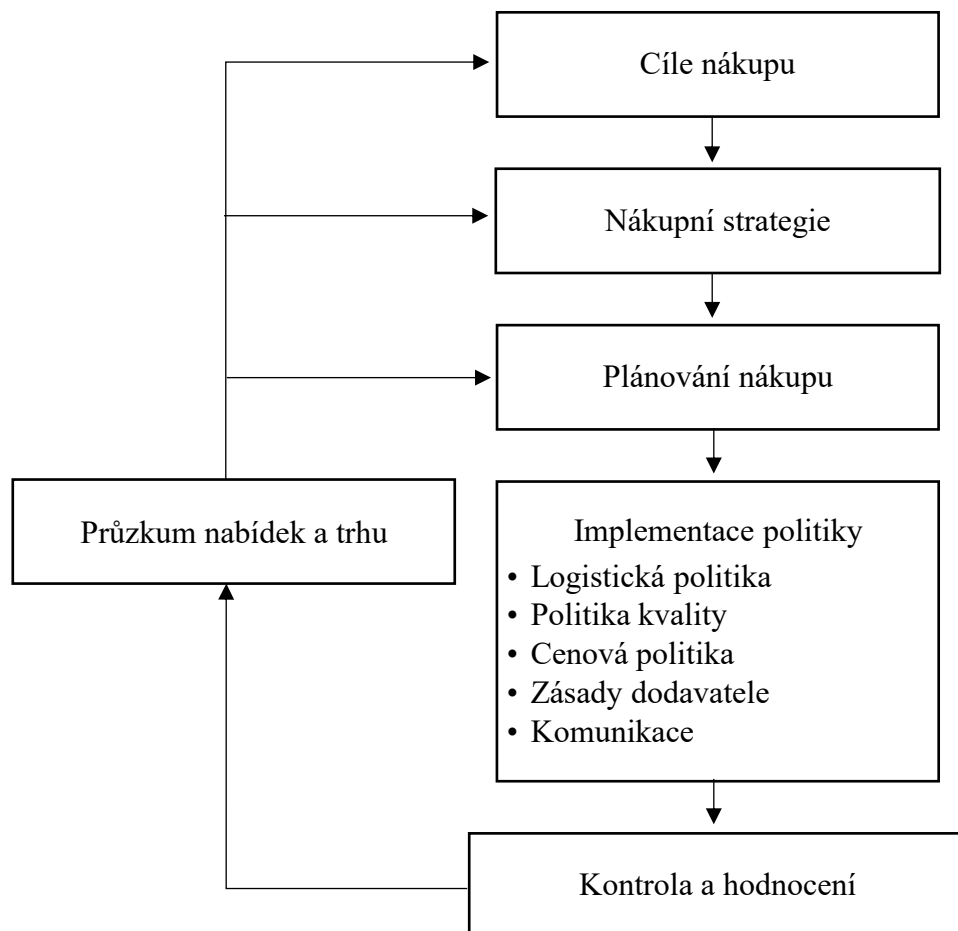 Cíle nákupu
Nákupní strategie
Plánování nákupu
Průzkum nabídek a trhu
Implementace politiky
• Logistická politika
• Politika kvality
• Cenová politika
• Zásady dodavatele
• Komunikace
Kontrola a hodnocení